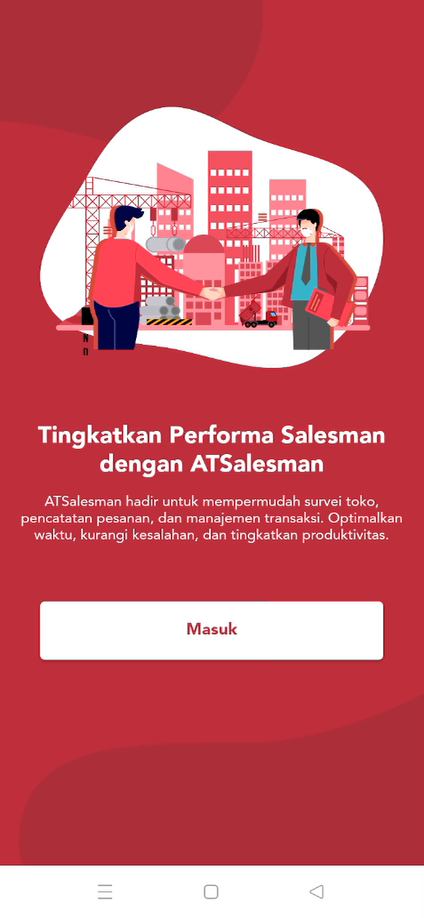 Tingkatkan Performa Salesman
dengan ATSalesman
ATSalesman hadir untuk mempermudah survei toko,
pencatatan pesanan, dan manajemen transaksi. Optimalkan
waktu, kurangi kesalahan, dan tingkatkan produktivitas.
Masuk